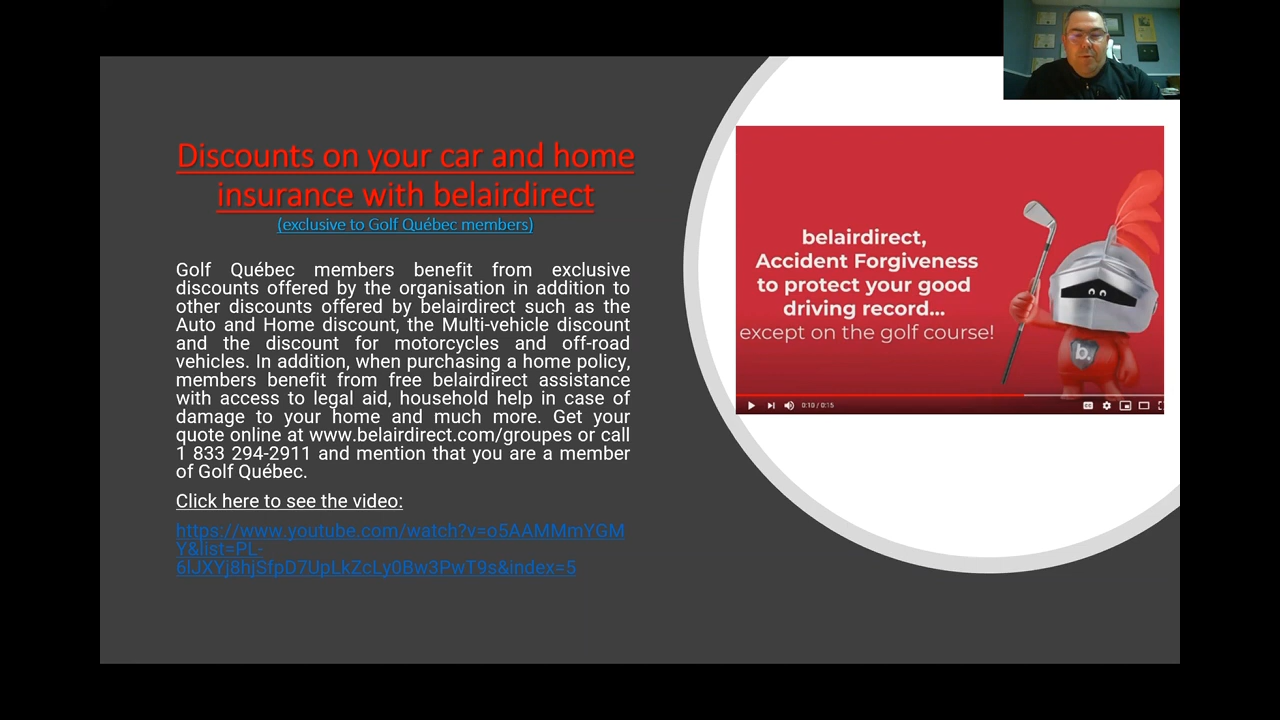 Discounts on your car and home
insurance with belairdirect
(exclusive to Golf Québec members)
Golf Québec members benefit from exclusive
discounts offered by the organisation in addition to
other discounts offered by belairdirect such as the
Auto and Home discount, the Multi-vehicle discount
and the discount for motorcycles and off-road
vehicles. In addition, when purchasing a home policy,
members benefit from free belairdirect assistance
with access to legal aid, household help in case of
damage to your home and much more. Get your
quote online at www.belairdirect.com/groupes or call
1 833 294-2911 and mention that you are a member
of Golf Québec.
Click here to see the video:
https://www.youtube.com/watch?v=o5AAMMmYGM
Y&list=PL-
6lJXYj8hjSfpD7UpLkZcLy0Bw3PwT9s&index=5
belairdirect,
Accident Forgiveness
to protect your good
driving record...
except on the golf course!
b.
0:10 / 0:15